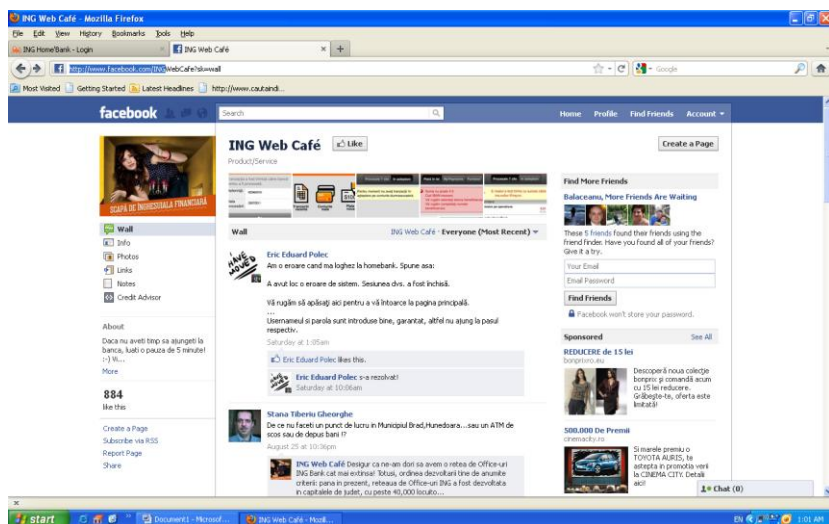 ING Web Café - Mozilla Firefox
File Edit View History Bookmarks Tools Help
ING Home'Bank - Login
ING Web Café
http://www.facebook.com/INGWebCafe?sk=wall
Google
Most Visited Getting Started Latest Headlines http://www.cautaindi...
facebook
Search
Home Profile Find Friends Account
SCAPĂ DE ÎNGHESUIALA FINANCIARĂ
Wall
Info
Photos
Links
Notes
Credit Advisor
About
Daca nu aveti timp sa ajungeti la
banca, luati o pauza de 5 minute!
:-) Vi...
More
884
like this
Create a Page
Subscribe via RSS
Report Page
Share
ING Web Café
Like
Create a Page
Product/Service
Wall
ING Web Café · Everyone (Most Recent)
Eric Eduard Polec
Am o eroare cand ma loghez la homebank. Spune asa:
A avut loc o eroare de sistem. Sesiunea dvs. a fost închisă.
Vă rugăm să apăsaţi aici pentru a vă întoarce la pagina principală.
...
Usernameul si parola sunt introduse bine, garantat, altfel nu ajung la pasul
respectiv.
Saturday at 1:05am
Eric Eduard Polec likes this.
Eric Eduard Polec s-a rezolvat!
Saturday at 10:06am
HAVE
MOVED
Stana Tiberiu Gheorghe
De ce nu faceti un punct de lucru in Municipiul Brad,Hunedoara...sau un ATM de
scos sau de depus bani !?
August 25 at 10:36pm
ING Web Café Desigur ca ne-am dori sa avem o retea de Office-uri
ING Bank cat mai extinsa! Totusi, ordinea dezvoltarii tine de anumite
criterii: pana in prezent, reteaua de Office-uri ING a fost dezvoltata
in capitalele de judet, cu peste 40,000 locuito...
Find More Friends
Balaceanu, More Friends Are Waiting
These 5 friends found their friends using the
friend finder. Have you found all of your friends?
Give it a try.
Your Email
Email Password
Find Friends
Facebook won't store your password.
Sponsored
See All
REDUCERE de 15 lei
bonprixro.eu
Descoperă noua colecţie
bonprix şi comandă acum
cu 15 lei reducere.
Grăbeşte-te, oferta este
limitată!
500.000 De Premii
cinemacity.ro
Si marele premiu o
TOYOTA AURIS, te
asteapta in promotia verii
la CINEMA CITY. Detalii
aici!
Chat (0)
start
Document1 - Microsof...
ING Web Café - Mozil...
EN
1:01 AM